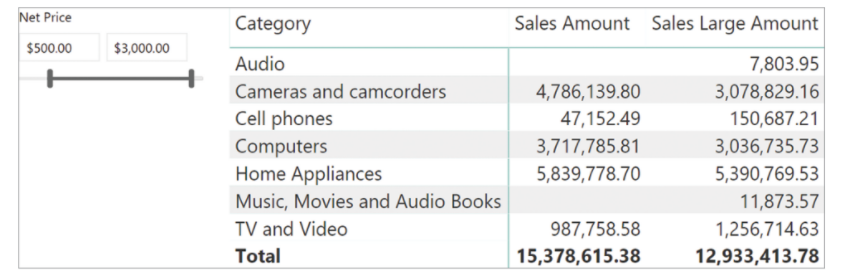 Net Price
$500.00 $3,000.00
Category Sales Amount Sales Large Amount
Audio 7,803.95
Cameras and camcorders 4,786,139.80 3,078,829.16
Cell phones 47,152.49 150,687.21
Computers 3,717,785.81 3,036,735.73
Home Appliances 5,839,778.70 5,390,769.53
Music, Movies and Audio Books 11,873.57
TV and Video 987,758.58 1,256,714.63
Total 15,378,615.38 12,933,413.78